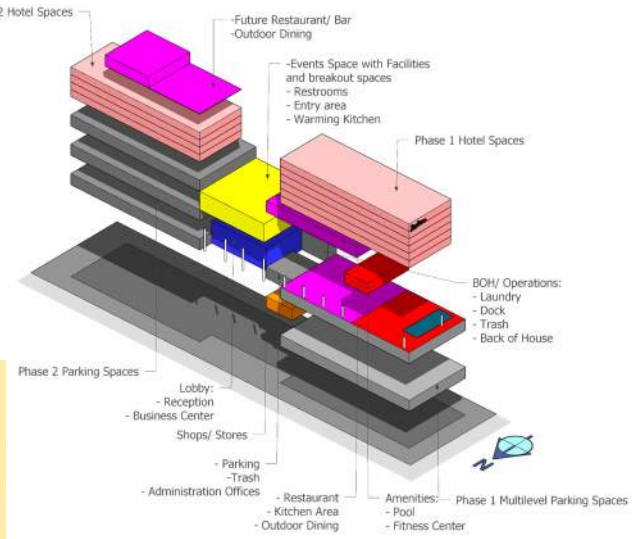 2 Hotel Spaces
-Future Restaurant/ Bar
-Outdoor Dining
-Events Space with Facilities
and breakout spaces
- Restrooms
- Entry area
- Warming Kitchen
Phase 1 Hotel Spaces
BOH/ Operations:
- Laundry
- Dock
- Trash
- Back of House
Phase 2 Parking Spaces
Lobby:
- Reception
- Business Center
Shops/ Stores
- Parking
-Trash
- Administration Offices
- Restaurant
- Kitchen Area
- Outdoor Dining
Amenities:
- Pool
- Fitness Center
Phase 1 Multilevel Parking Spaces
N